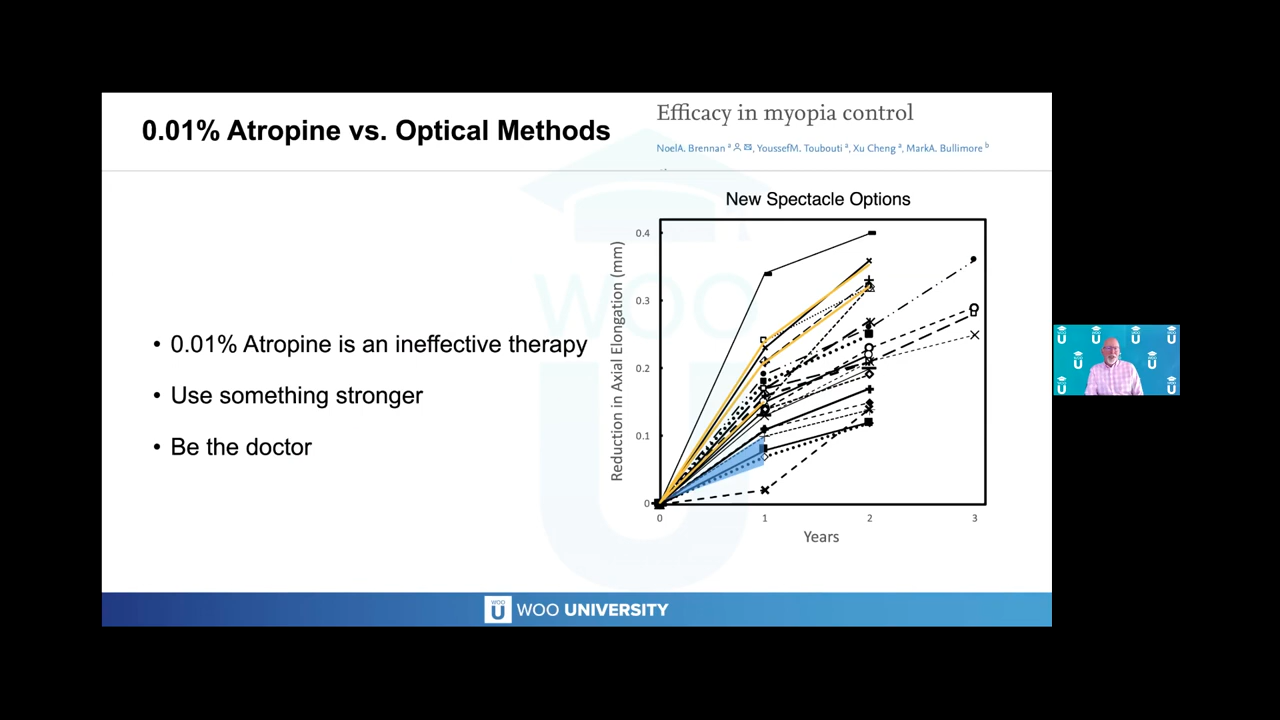 0.01% Atropine vs. Optical Methods
Efficacy in myopia control
NoelA. Brennan a, YoussefM. Toubouti a, Xu Cheng a, MarkA. Bullimore b
• 0.01% Atropine is an ineffective therapy
• Use something stronger
• Be the doctor
New Spectacle Options
Reduction in Axial Elongation (mm)
0.4
0.3
0.2
0.1
0
0 1 2 3
Years
WOO
U
WOO UNIVERSITY